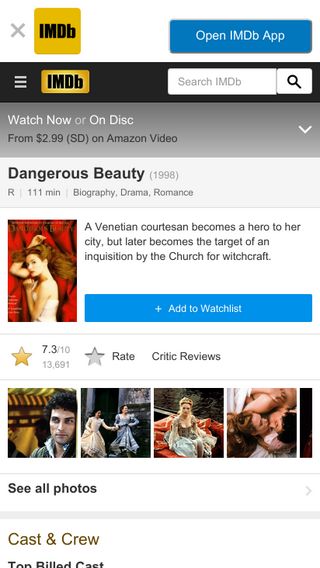 IMDb
Open IMDb App
IMDb
Search IMDb
Watch Now or On Disc
From $2.99 (SD) on Amazon Video
Dangerous Beauty (1998)
R | 111 min | Biography, Drama, Romance
DANGEROUS BEAUTY
A Venetian courtesan becomes a hero to her
city, but later becomes the target of an
inquisition by the Church for witchcraft.
+ Add to Watchlist
7.3/10
13,691
Rate
Critic Reviews
See all photos
Cast & Crew
Top Billed Cast